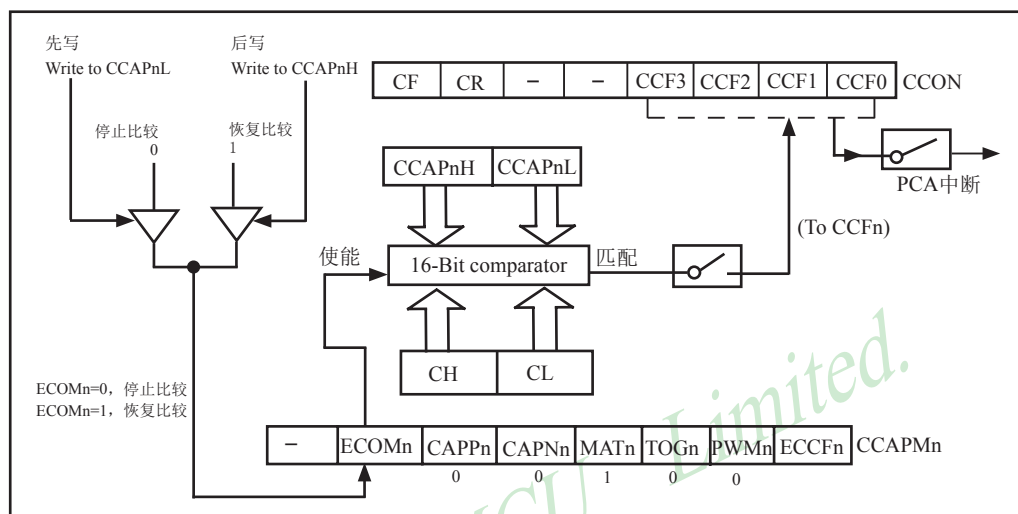 先写
Write to CCAPnL
后写
Write to CCAPnH
停止比较
0
恢复比较
1
CF CR – – CCF3 CCF2 CCF1 CCF0 CCON
PCA中断
CCAPnH CCAPnL
(To CCFn)
使能
16-Bit comparator
匹配
CH CL
ECOMn=0，停止比较
ECOMn=1，恢复比较
– ECOMn CAPPn CAPNn MATn TOGn PWMn ECCFn CCAPMn
0 0 1 0 0
MCU Limited.